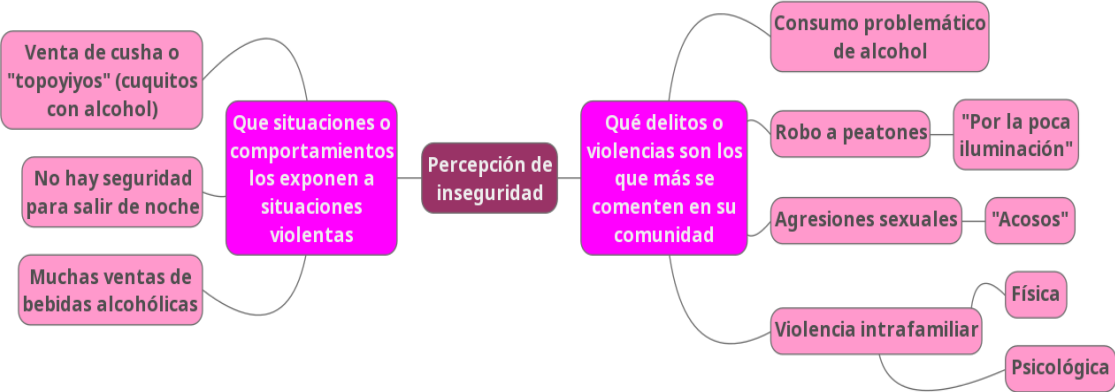 Percepción de
inseguridad
Que situaciones o
comportamientos
los exponen a
situaciones
violentas
Venta de cusha o
"topoyiyos" (cuquitos
con alcohol)
No hay seguridad
para salir de noche
Muchas ventas de
bebidas alcohólicas
Qué delitos o
violencias son los
que más se
comenten en su
comunidad
Consumo problemático
de alcohol
Robo a peatones
"Por la poca
iluminación"
Agresiones sexuales
"Acosos"
Violencia intrafamiliar
Física
Psicológica